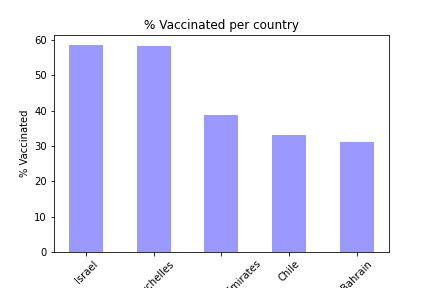 % Vaccinated per country
% Vaccinated
60
50
40
30
20
10
0
Israel
chelles
mirates
Chile
Bahrain